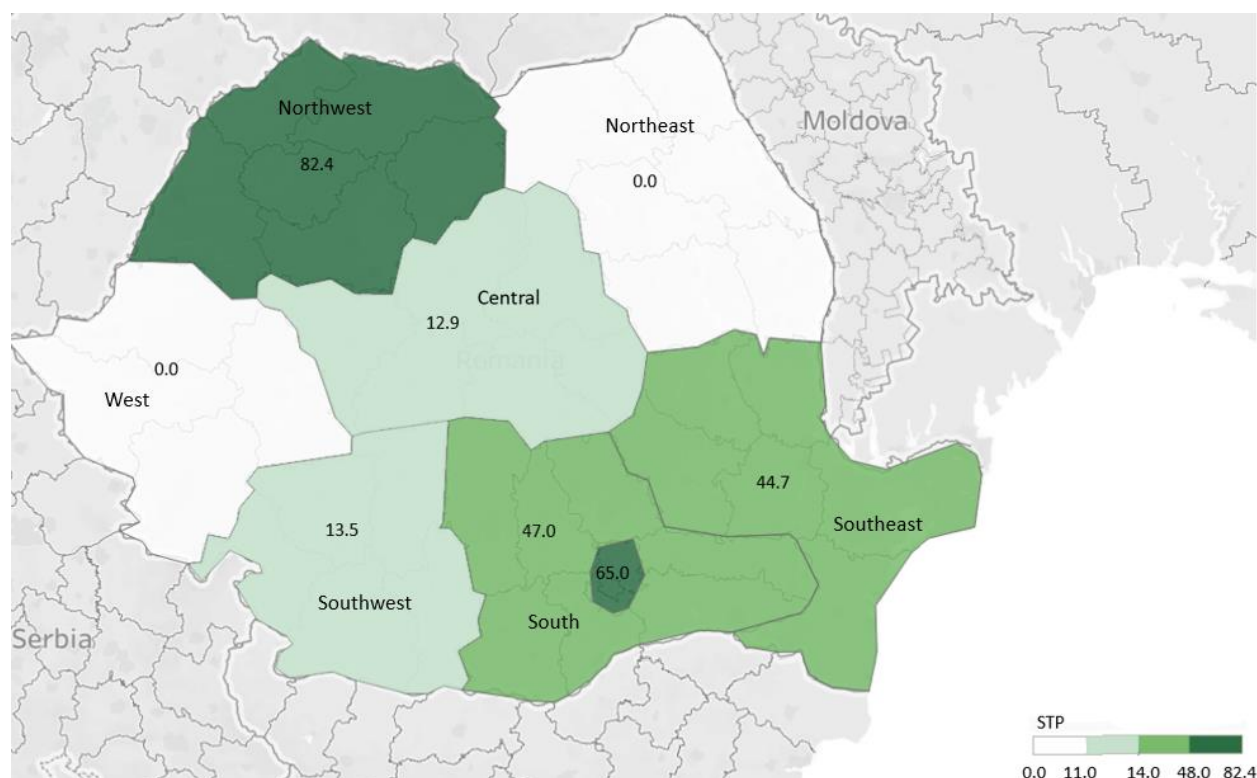 Northwest
82.4
Northeast
0.0
Moldova
Central
12.9
Romania
0.0
West
44.7
Southeast
13.5
47.0
65.0
Southwest
South
Serbia
STP
0.0 11.0 14.0 48.0 82.4